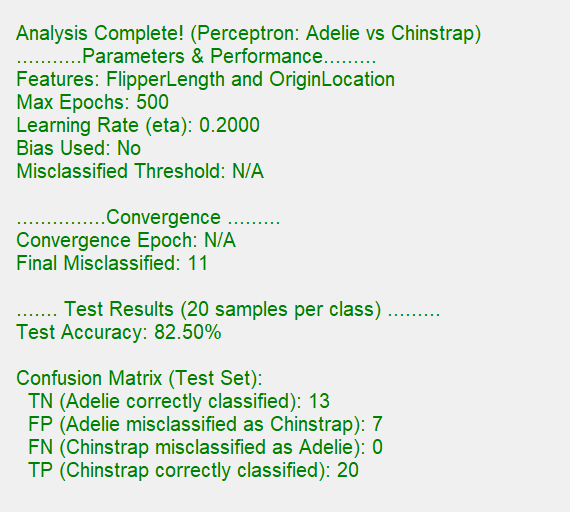 Analysis Complete! (Perceptron: Adelie vs Chinstrap)
...........Parameters & Performance.........
Features: FlipperLength and OriginLocation
Max Epochs: 500
Learning Rate (eta): 0.2000
Bias Used: No
Misclassified Threshold: N/A
...............Convergence .........
Convergence Epoch: N/A
Final Misclassified: 11
....... Test Results (20 samples per class) .........
Test Accuracy: 82.50%
Confusion Matrix (Test Set):
TN (Adelie correctly classified): 13
FP (Adelie misclassified as Chinstrap): 7
FN (Chinstrap misclassified as Adelie): 0
TP (Chinstrap correctly classified): 20